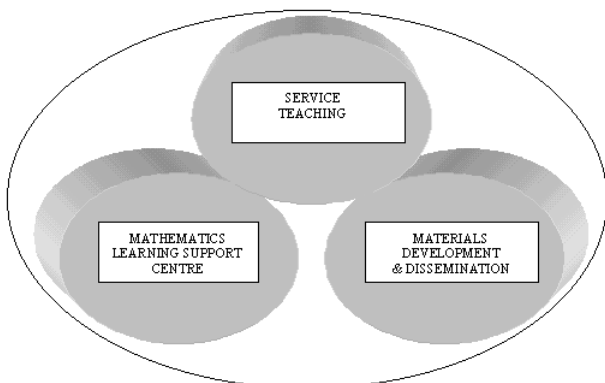 SERVICE
TEACHING
MATHEMATICS
LEARNING SUPPORT
CENTRE
MATERIALS
DEVELOPMENT
& DISSEMINATION